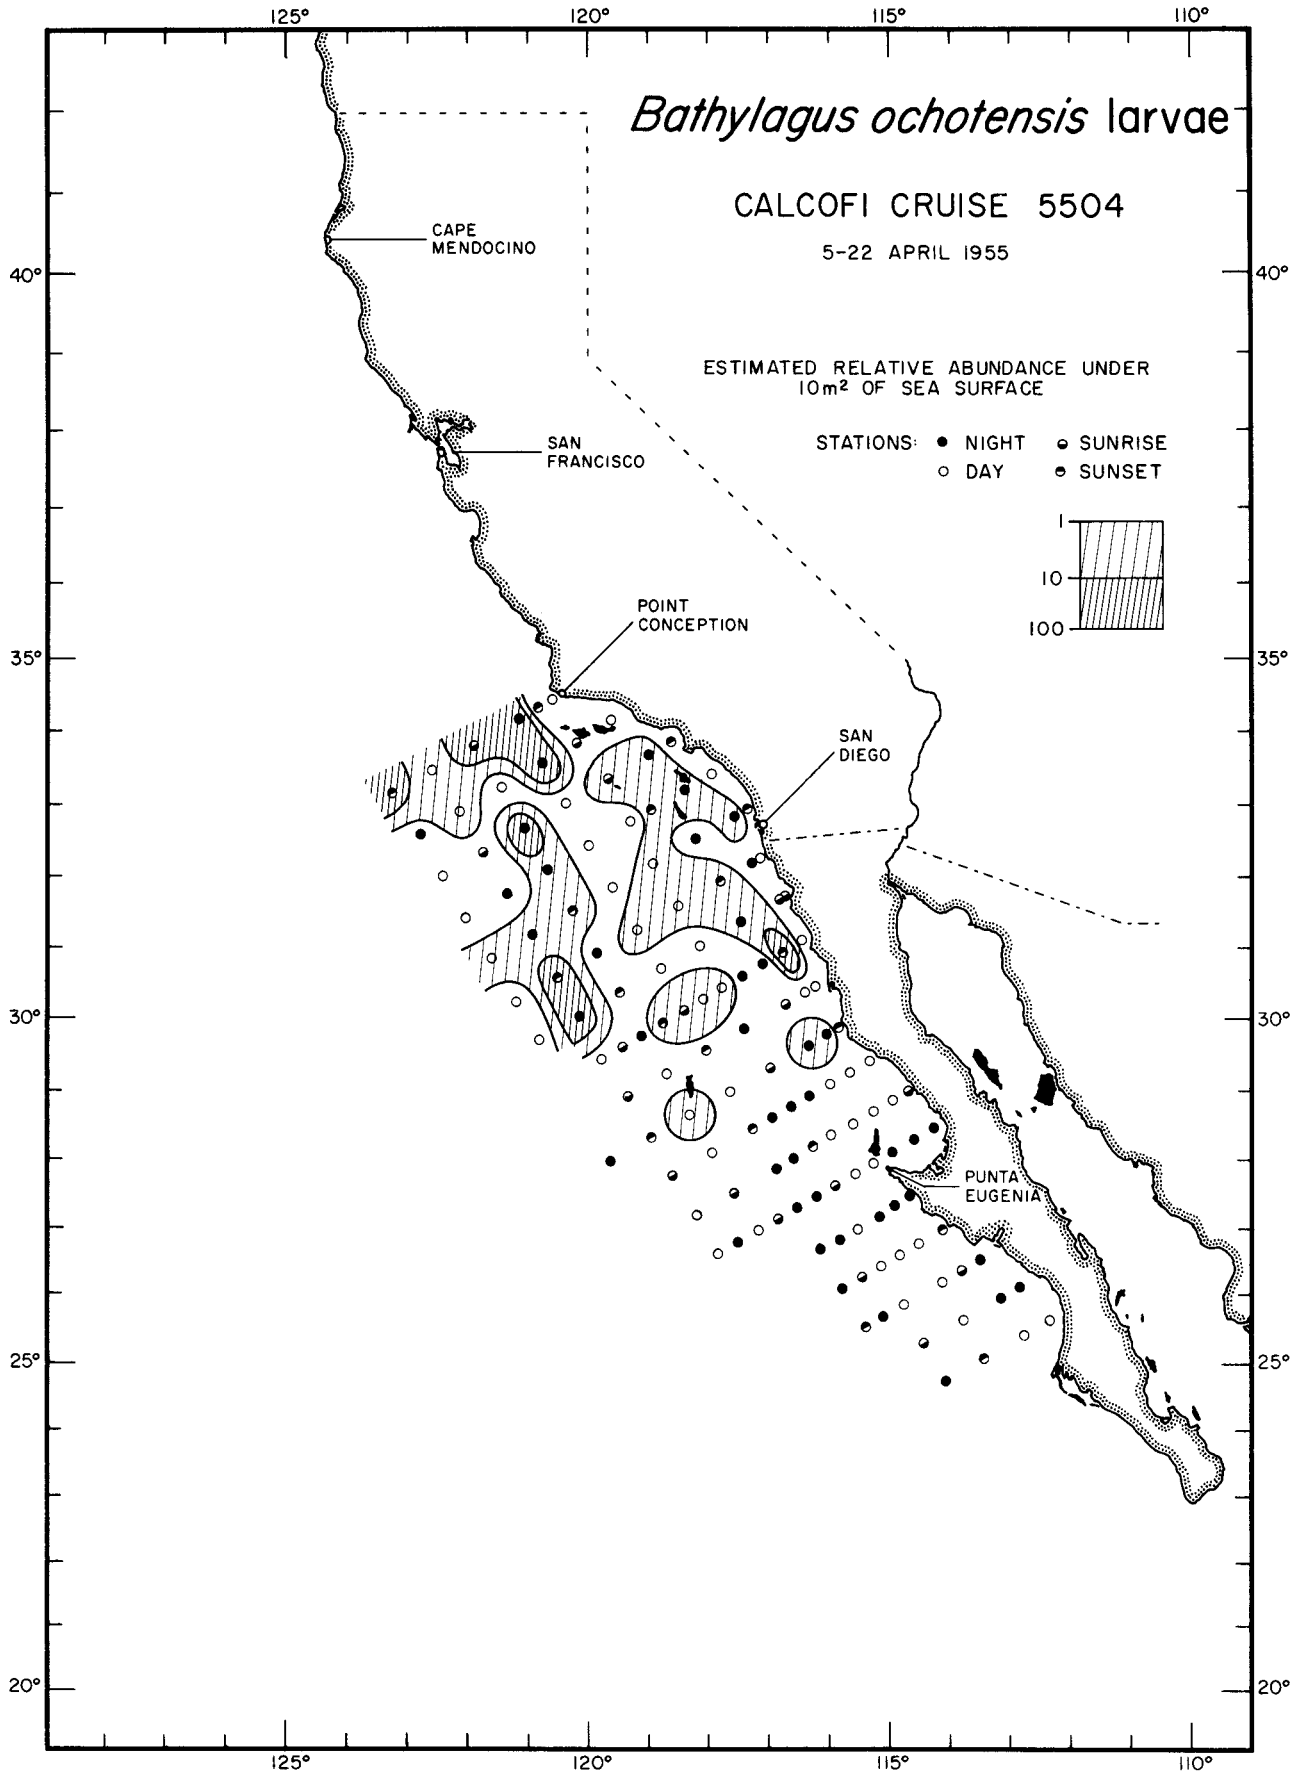 125° 120° 115° 110°
Bathylagus ochotensis larvae
CALCOFI CRUISE 5504
5-22 APRIL 1955
CAPE
MENDOCINO
40° 40°
ESTIMATED RELATIVE ABUNDANCE UNDER
10m² OF SEA SURFACE
STATIONS: NIGHT SUNRISE
DAY SUNSET
SAN
FRANCISCO
1
10
100
POINT
CONCEPTION
35° 35°
SAN
DIEGO
30° 30°
PUNTA
EUGENIA
25° 25°
20° 20°
125° 120° 115° 110°